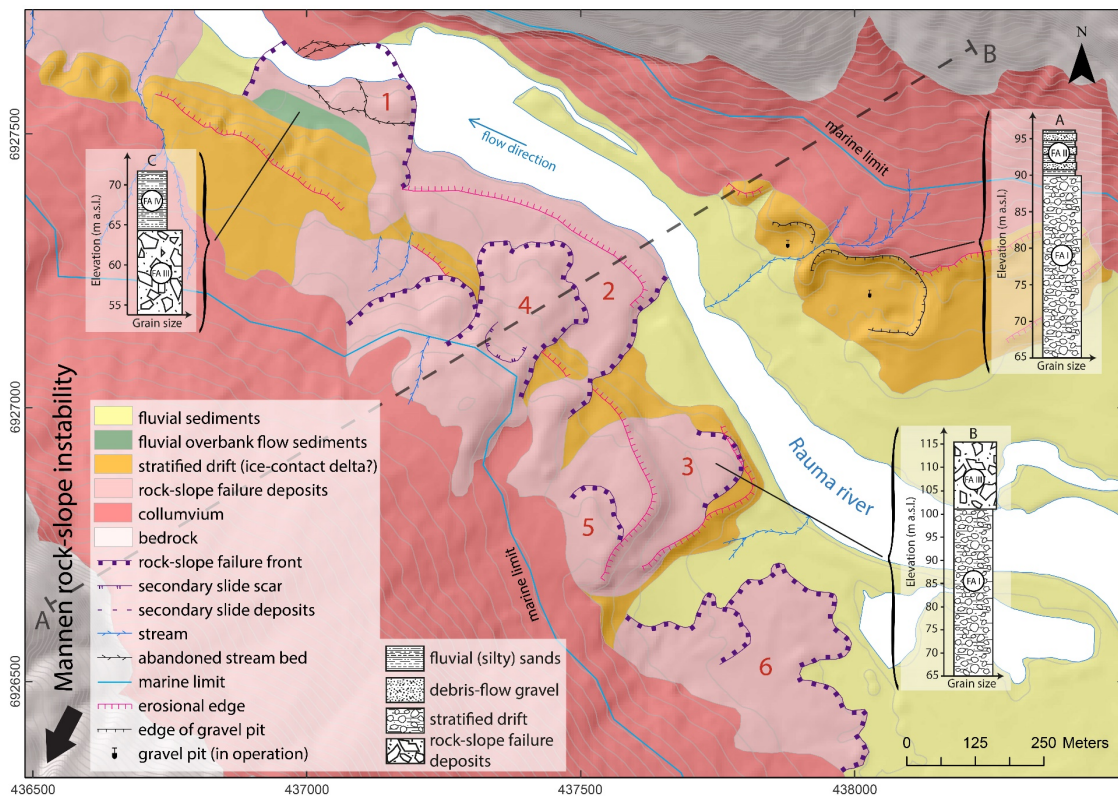 B
N
1
6927500
flow direction
marine limit
A
95
90
85
80
75
70
65
Elevation (m a.s.l.)
FA II
FA I
Grain size
C
70
65
60
55
Elevation (m a.s.l.)
FA IV
FA III
Grain size
2
4
6927000
3
5
Rauma river
B
115
110
105
100
95
90
85
80
75
70
65
Elevation (m a.s.l.)
FA III
FA I
Grain size
marine limit
A
Mannen rock-slope instability
fluvial sediments
fluvial overbank flow sediments
stratified drift (ice-contact delta?)
rock-slope failure deposits
collumvium
bedrock
rock-slope failure front
secondary slide scar
secondary slide deposits
stream
abandoned stream bed
marine limit
erosional edge
edge of gravel pit
gravel pit (in operation)
fluvial (silty) sands
debris-flow gravel
stratified drift
rock-slope failure
deposits
6
6926500
0 125 250 Meters
436500 437000 437500 438000